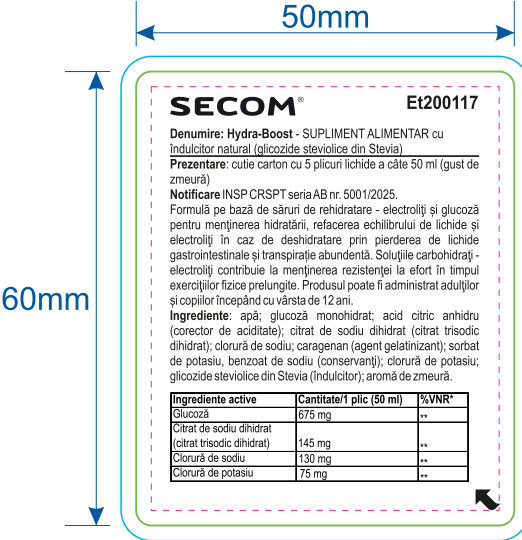 50mm
SECOM®
Et200117
Denumire: Hydra-Boost - SUPLIMENT ALIMENTAR cu
îndulcitor natural (glicozide steviolice din Stevia)
Prezentare: cutie carton cu 5 plicuri lichide a câte 50 ml (gust de
zmeură)
Notificare INSP CRSPT seria AB nr. 5001/2025.
Formulă pe bază de săruri de rehidratare - electroliți și glucoză
pentru menținerea hidratării, refacerea echilibrului de lichide și
electroliți în caz de deshidratare prin pierderea de lichide
gastrointestinale și transpirație abundentă. Soluțiile carbohidrați -
electroliți contribuie la menținerea rezistenței la efort în timpul
exercițiilor fizice prelungite. Produsul poate fi administrat adulților
și copiilor începând cu vârsta de 12 ani.
60mm
Ingrediente: apă; glucoză monohidrat; acid citric anhidru
(corector de aciditate); citrat de sodiu dihidrat (citrat trisodic
dihidrat); clorură de sodiu; caragenan (agent gelatinizant); sorbat
de potasiu, benzoat de sodiu (conservanți); clorură de potasiu;
glicozide steviolice din Stevia (îndulcitor); aromă de zmeură.
Ingrediente active Cantitate/1 plic (50 ml) %VNR*
Glucoză 675 mg **
Citrat de sodiu dihidrat
(citrat trisodic dihidrat) 145 mg **
Clorură de sodiu 130 mg **
Clorură de potasiu 75 mg **